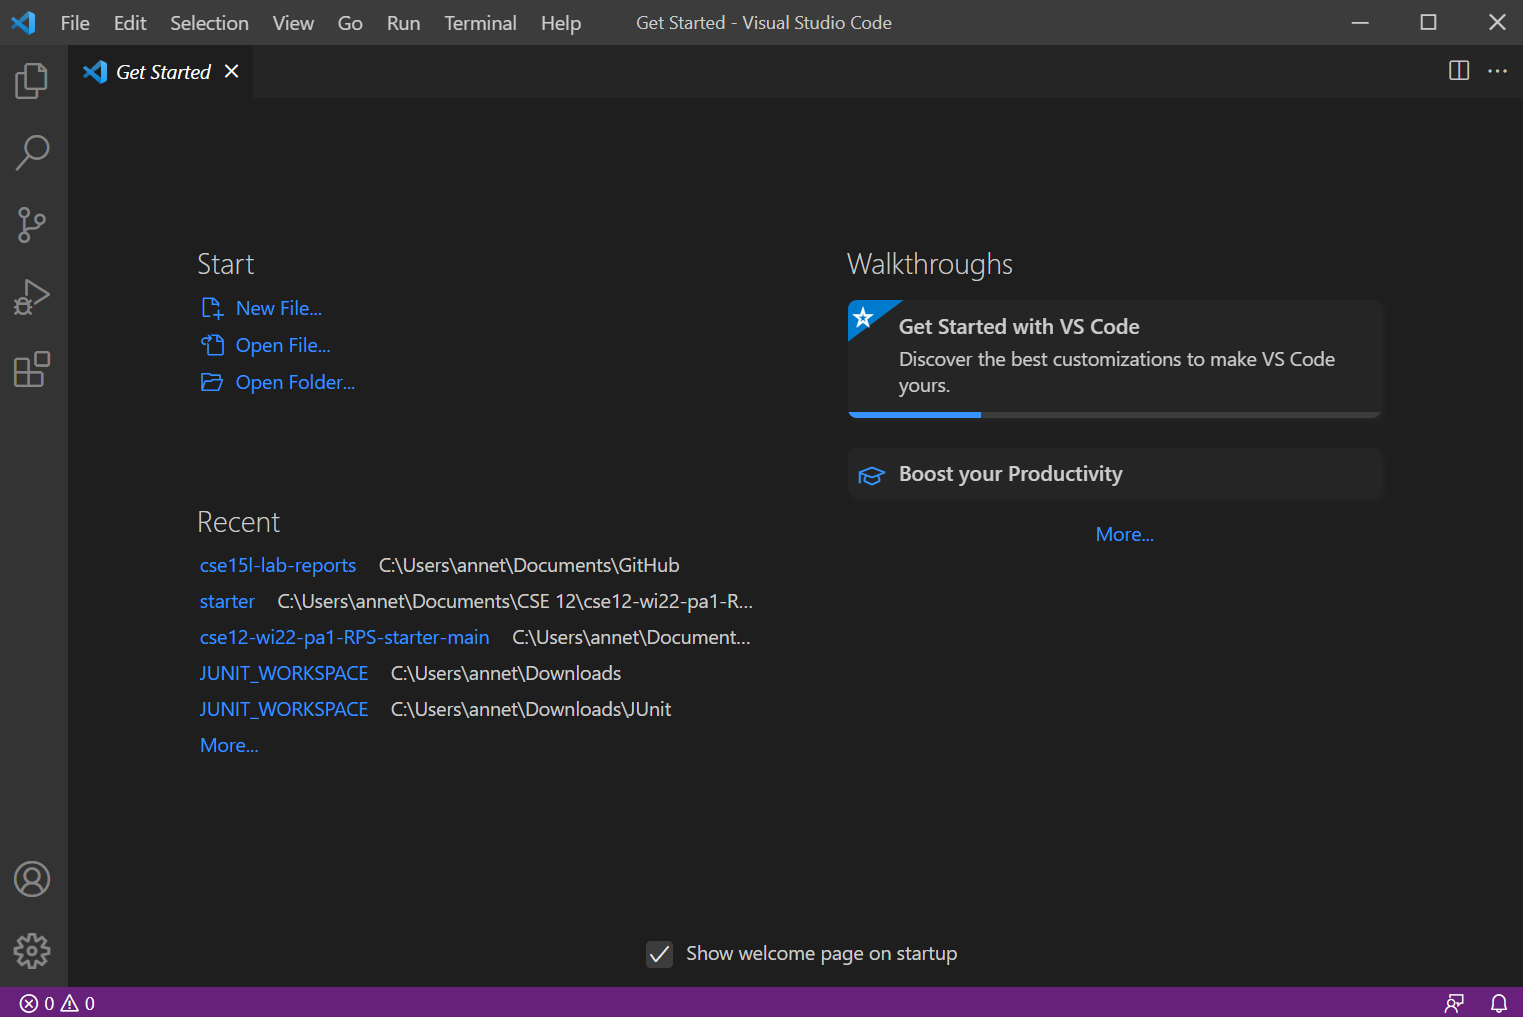 File Edit Selection View Go Run Terminal Help Get Started - Visual Studio Code
Get Started
Start
New File...
Open File...
Open Folder...
Recent
cse15l-lab-reports C:\Users\annet\Documents\GitHub
starter C:\Users\annet\Documents\CSE 12\cse12-wi22-pa1-R...
cse12-wi22-pa1-RPS-starter-main C:\Users\annet\Document...
JUNIT_WORKSPACE C:\Users\annet\Downloads
JUNIT_WORKSPACE C:\Users\annet\Downloads\JUnit
More...
Walkthroughs
Get Started with VS Code
Discover the best customizations to make VS Code
yours.
Boost your Productivity
More...
Show welcome page on startup
0 0